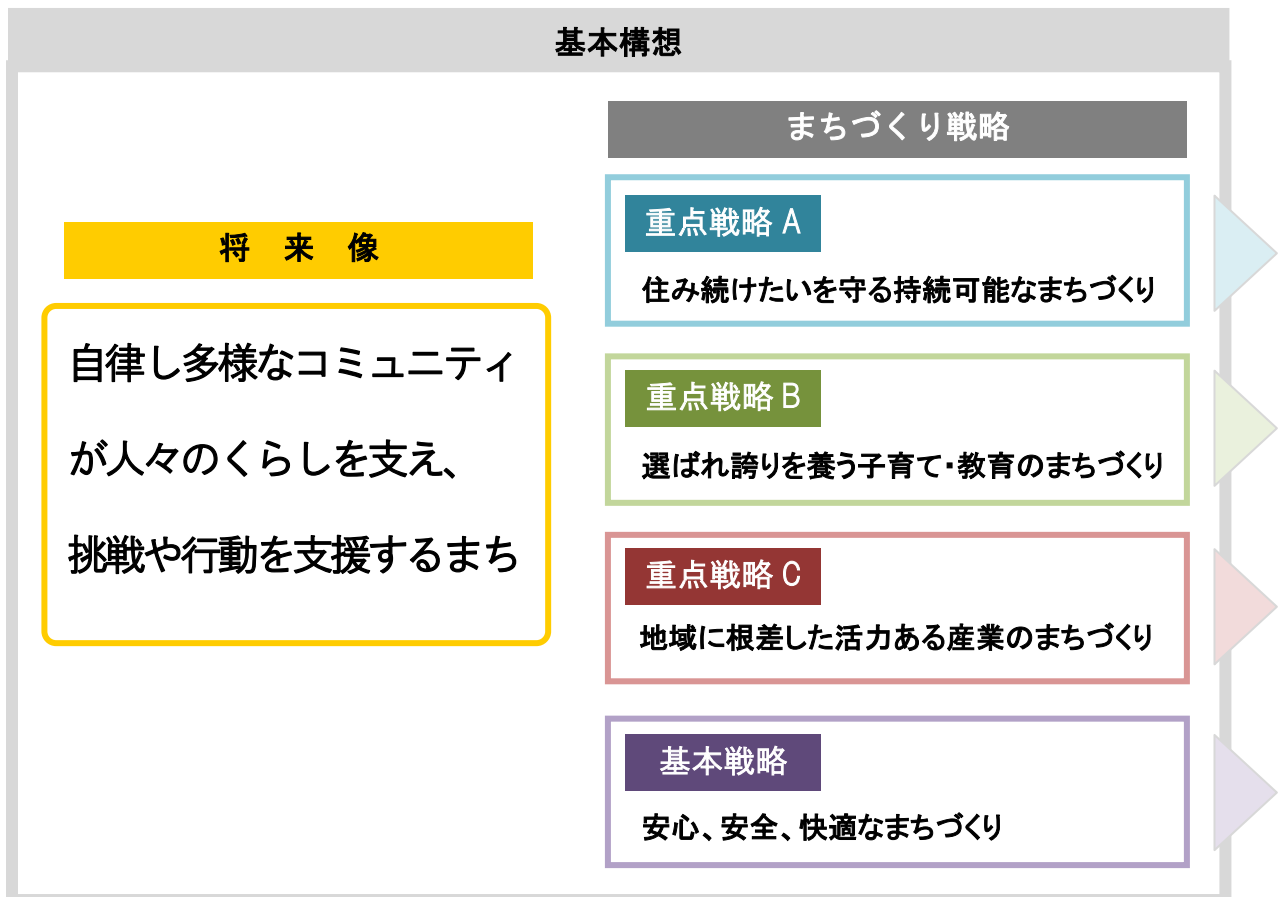 基本構想
将 来 像
自律し多様なコミュニティ
が人々のくらしを支え、
挑戦や行動を支援するまち
まちづくり戦略
重点戦略 A
住み続けたいを守る持続可能なまちづくり
重点戦略 B
選ばれ誇りを養う子育て・教育のまちづくり
重点戦略 C
地域に根差した活力ある産業のまちづくり
基本戦略
安心、安全、快適なまちづくり